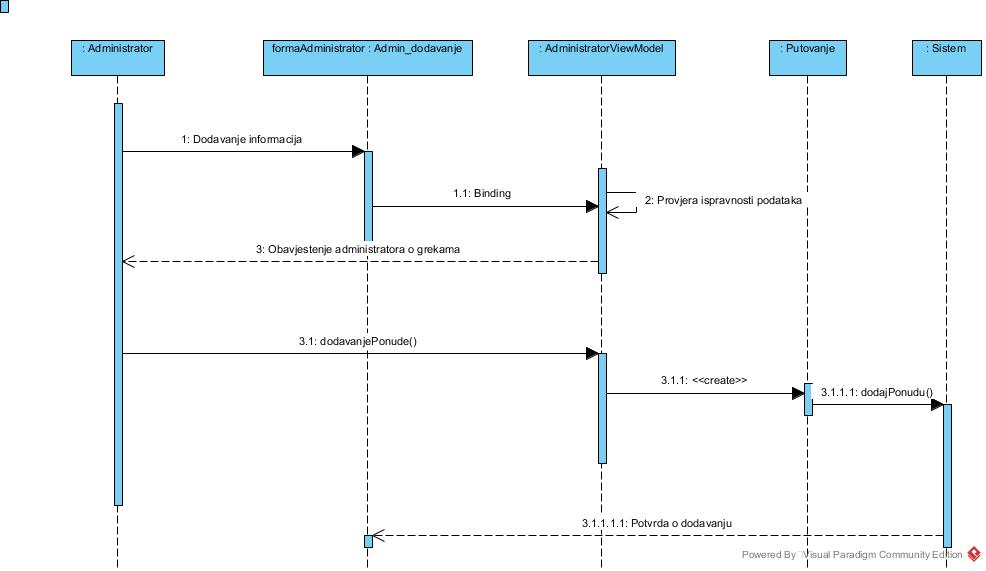 : Administrator
formaAdministrator : Admin_dodavanje
: AdministratorViewModel
: Putovanje
: Sistem
1: Dodavanje informacija
1.1: Binding
2: Provjera ispravnosti podataka
3: Obavjestenje administratora o grekama
3.1: dodavanjePonude()
3.1.1: <<create>>
3.1.1.1: dodajPonudu()
3.1.1.1.1: Potvrda o dodavanju
Powered By Visual Paradigm Community Edition